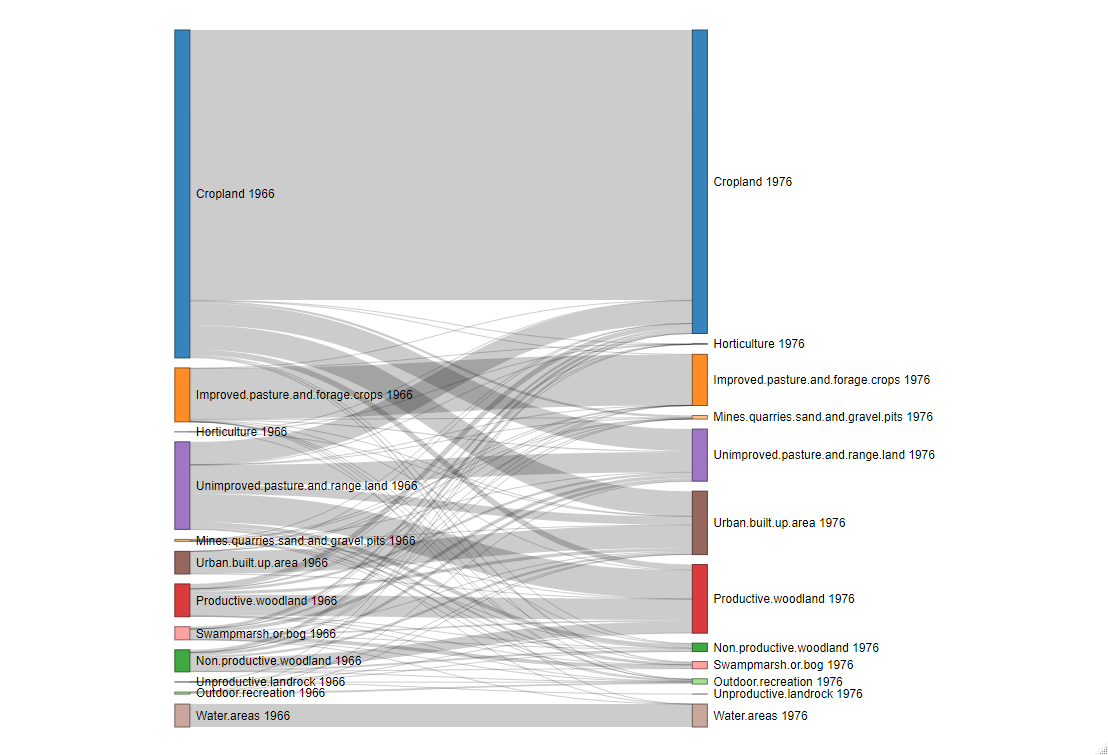 Cropland 1966
Improved.pasture.and.forage.crops 1966
Horticulture 1966
Unimproved.pasture.and.range.land 1966
Mines.quarries.sand.and.gravel.pits 1966
Urban.built.up.area 1966
Productive.woodland 1966
Swampmarsh.or.bog 1966
Non.productive.woodland 1966
Unproductive.landrock 1966
Outdoor.recreation 1966
Water.areas 1966
Cropland 1976
Horticulture 1976
Improved.pasture.and.forage.crops 1976
Mines.quarries.sand.and.gravel.pits 1976
Unimproved.pasture.and.range.land 1976
Urban.built.up.area 1976
Productive.woodland 1976
Non.productive.woodland 1976
Swampmarsh.or.bog 1976
Outdoor.recreation 1976
Unproductive.landrock 1976
Water.areas 1976